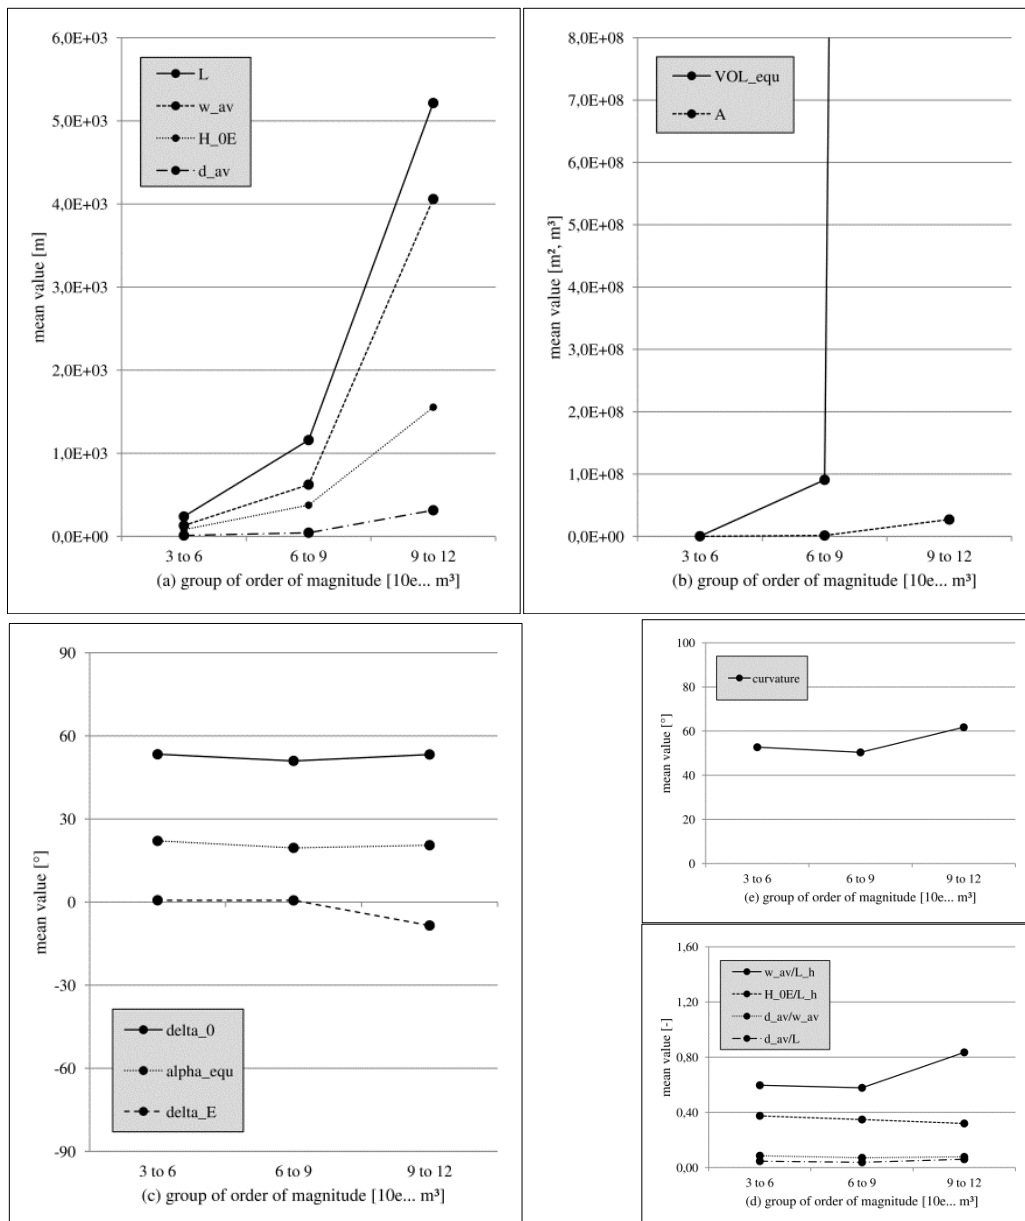 6,0E+03
5,0E+03
4,0E+03
3,0E+03
2,0E+03
1,0E+03
0,0E+00
mean value [m]
L
w_av
H_0E
d_av
3 to 6
6 to 9
9 to 12
(a) group of order of magnitude [10e... m³]
8,0E+08
7,0E+08
6,0E+08
5,0E+08
4,0E+08
3,0E+08
2,0E+08
1,0E+08
0,0E+00
mean value [m², m³]
VOL_equ
A
3 to 6
6 to 9
9 to 12
(b) group of order of magnitude [10e... m³]
90
60
30
0
-30
-60
-90
mean value [°]
delta_0
alpha_equ
delta_E
3 to 6
6 to 9
9 to 12
(c) group of order of magnitude [10e... m³]
100
80
60
40
20
0
mean value [°]
curvature
3 to 6
6 to 9
9 to 12
(e) group of order of magnitude [10e... m³]
1,60
1,20
0,80
0,40
0,00
mean value [-]
w_av/L_h
H_0E/L_h
d_av/w_av
d_av/L
3 to 6
6 to 9
9 to 12
(d) group of order of magnitude [10e... m³]